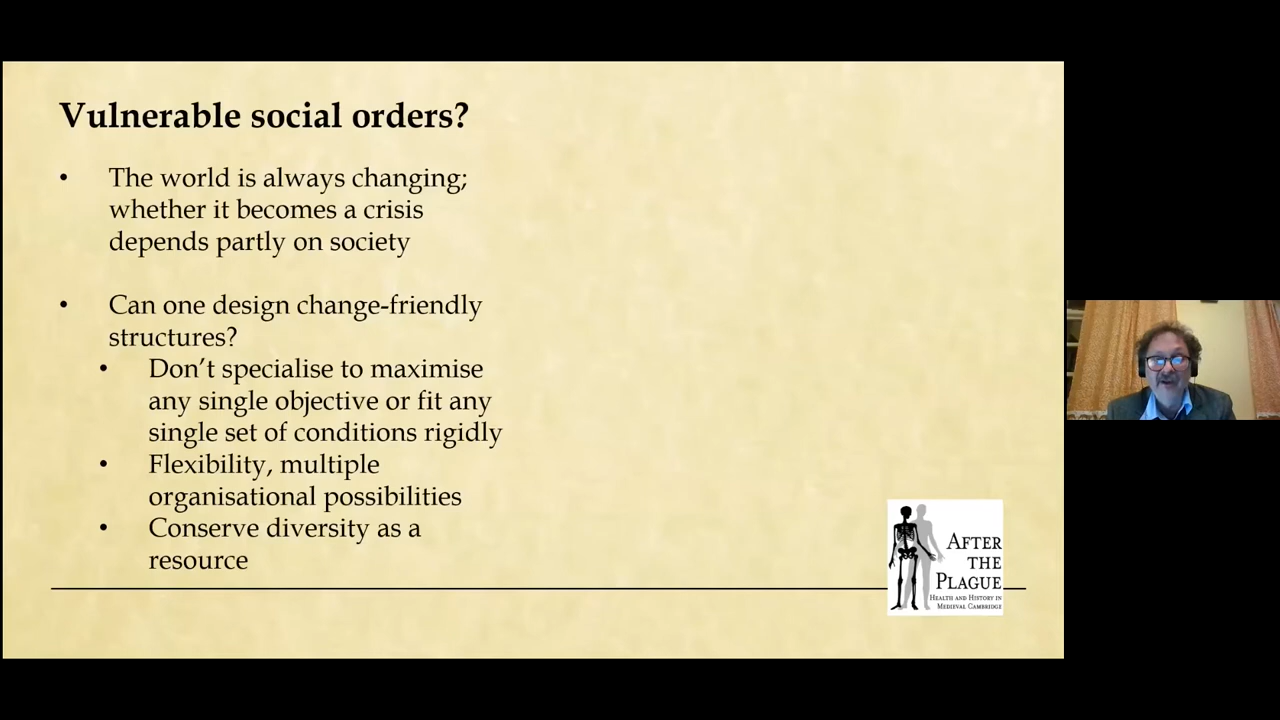 Vulnerable social orders?
• The world is always changing;
whether it becomes a crisis
depends partly on society
• Can one design change-friendly
structures?
• Don’t specialise to maximise
any single objective or fit any
single set of conditions rigidly
• Flexibility, multiple
organisational possibilities
• Conserve diversity as a
resource
AFTER
THE
PLAGUE
HEALTH AND HISTORY IN
MEDIEVAL CAMBRIDGE